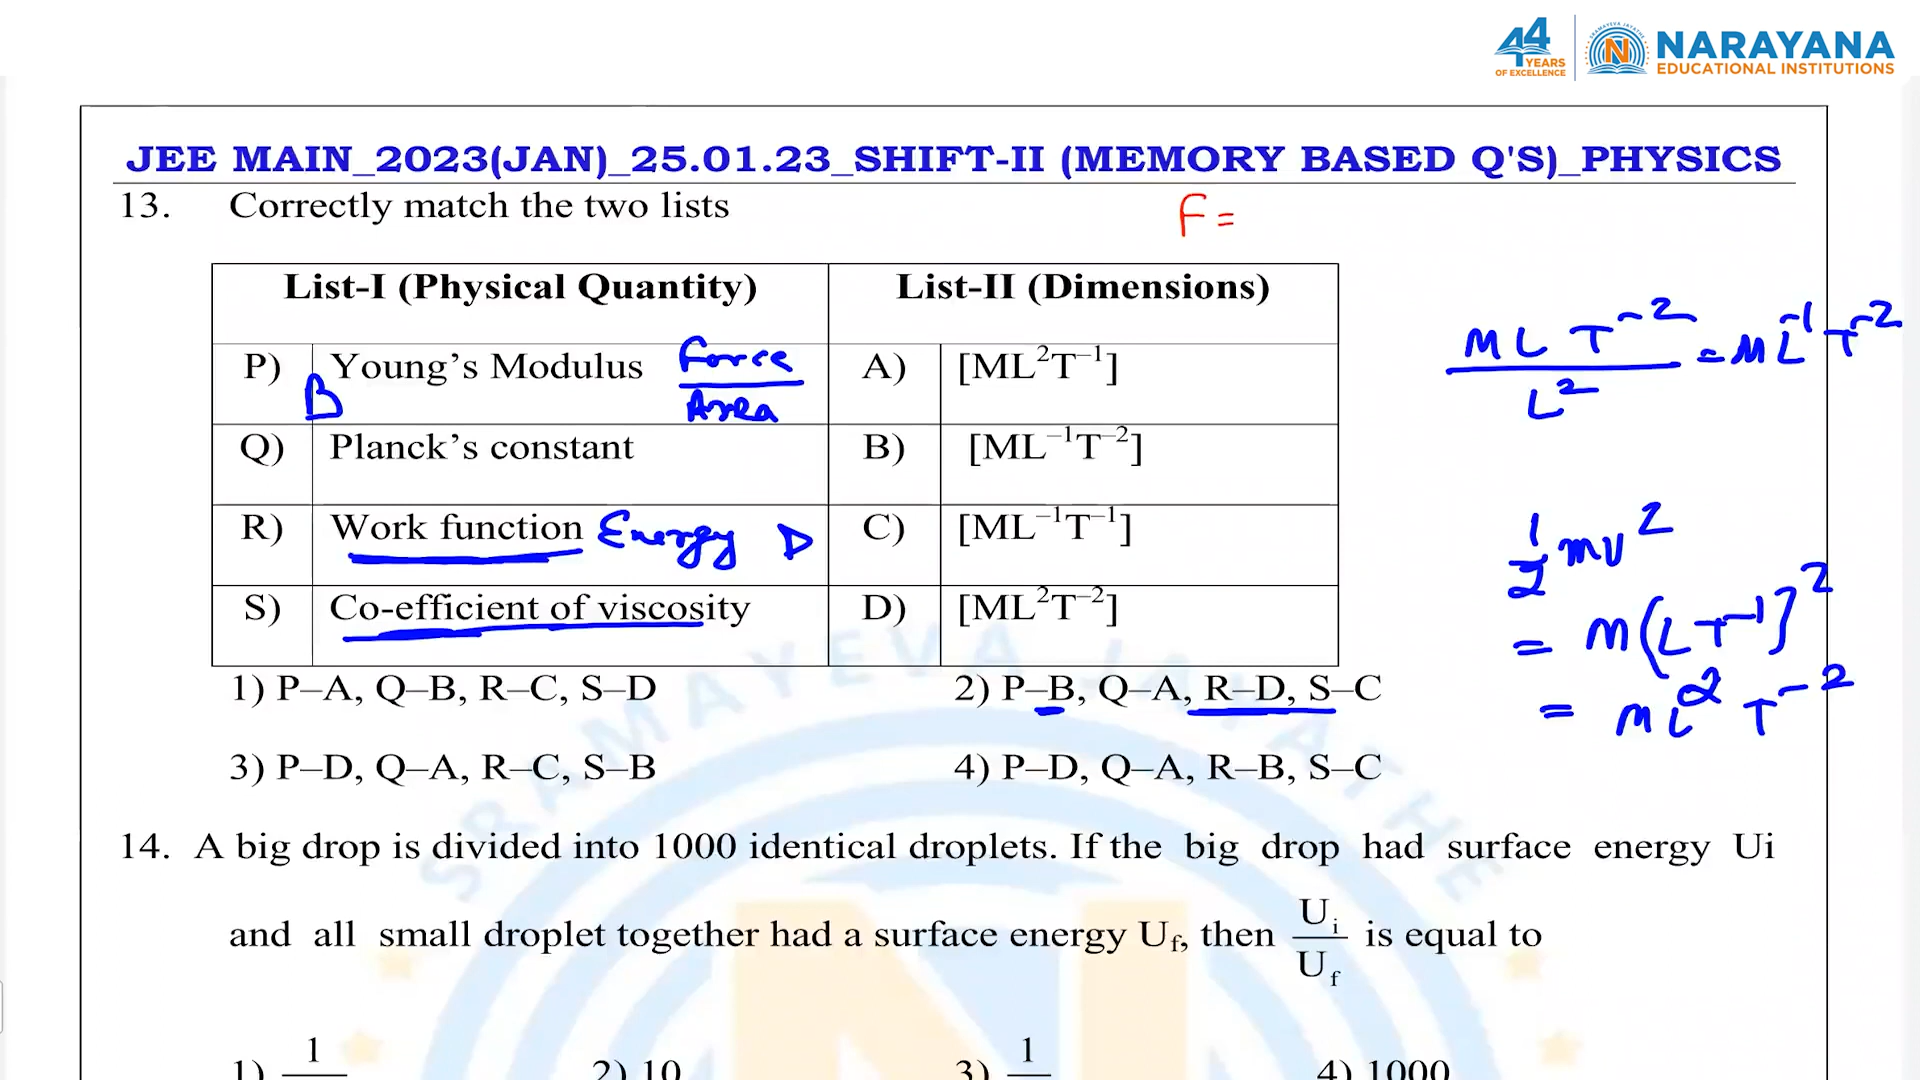 44 YEARS OF EXCELLENCE
NARAYANA
EDUCATIONAL INSTITUTIONS
JEE MAIN_2023(JAN)_25.01.23_SHIFT-II (MEMORY BASED Q'S)_PHYSICS
13. Correctly match the two lists
F =
List-I (Physical Quantity) List-II (Dimensions)
P) Young's Modulus Force/Area A) [ML²T⁻¹]
B
MLT⁻²/L² = ML⁻¹T⁻²
Q) Planck's constant B) [ML⁻¹T⁻²]
R) Work function Energy D C) [ML⁻¹T⁻¹]
1/2 mv²
S) Co-efficient of viscosity D) [ML²T⁻²]
= M(LT⁻¹)²
= ML²T⁻²
1) P–A, Q–B, R–C, S–D 2) P–B, Q–A, R–D, S–C
3) P–D, Q–A, R–C, S–B 4) P–D, Q–A, R–B, S–C
SRAMAYEVA JAYATHE
14. A big drop is divided into 1000 identical droplets. If the big drop had surface energy Ui
and all small droplet together had a surface energy U_f, then U_i/U_f is equal to
1) 1 2) 10 3) 1 4) 1000